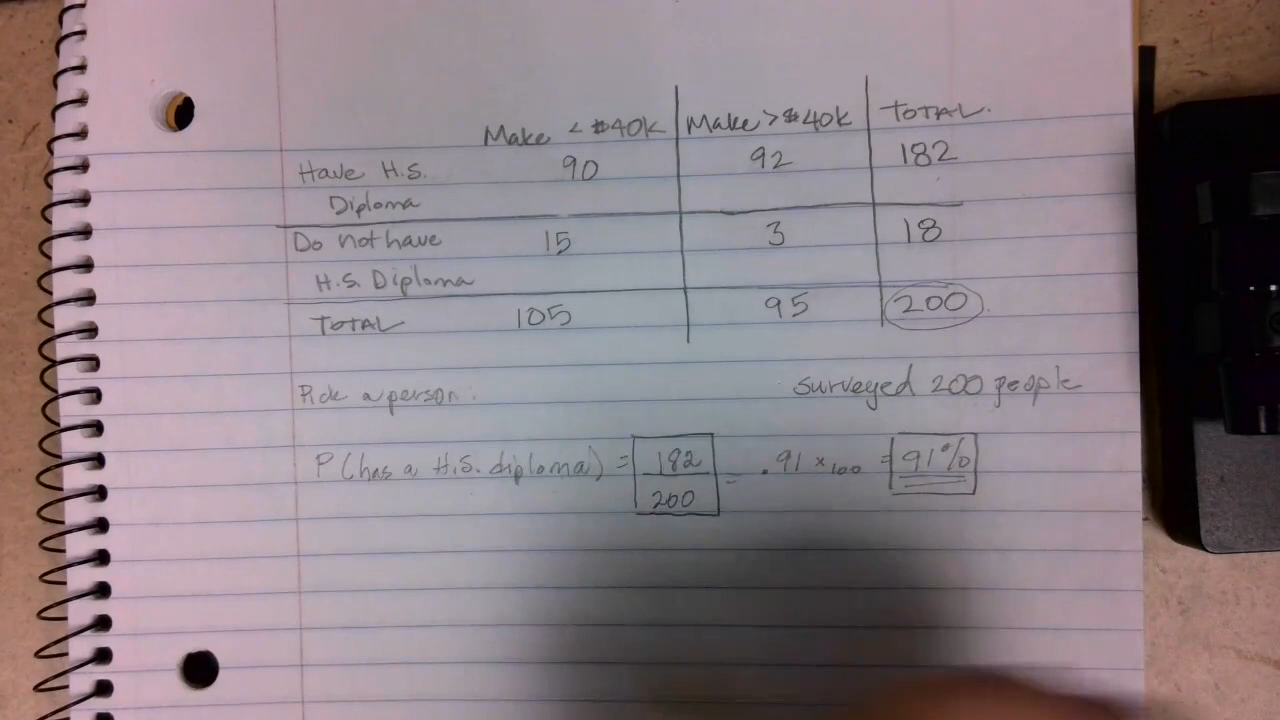 Make < $40K Make > $40K TOTAL.
Have H.S. 90 92 182
Diploma
Do not have 15 3 18
H.S. Diploma
TOTAL 105 95 200
Pick a person: surveyed 200 people
P(has a H.S. diploma) = 182/200 = .91 × 100 = 91%